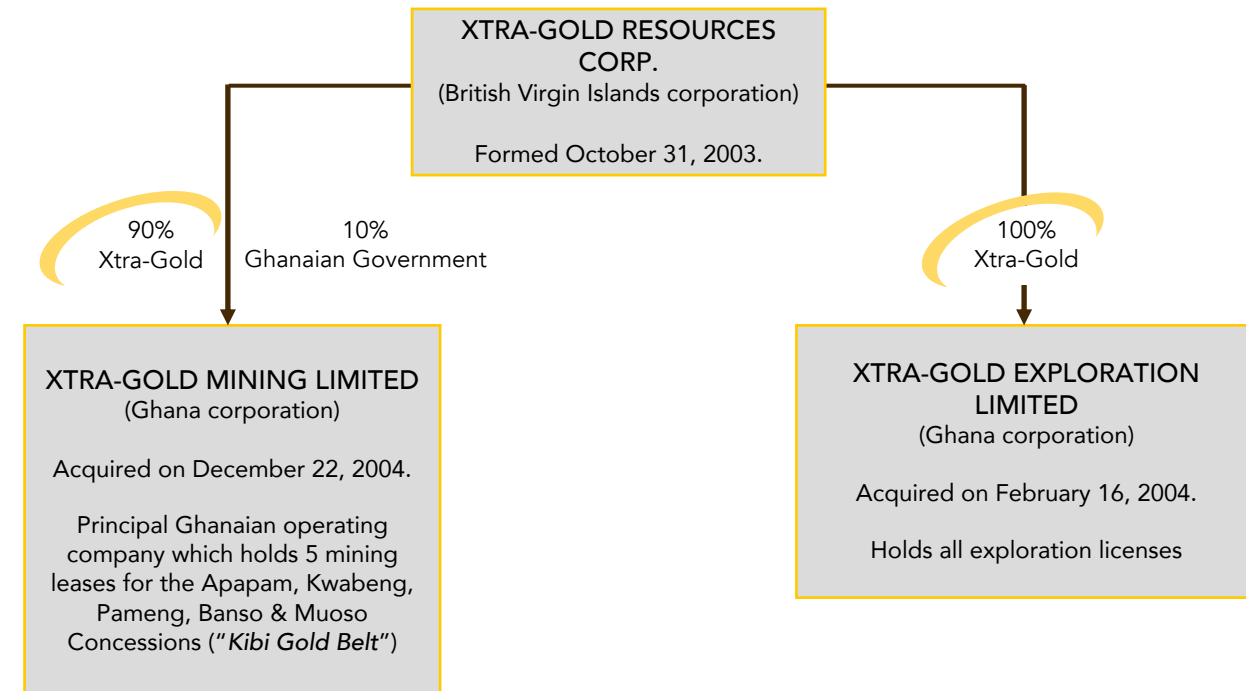 XTRA-GOLD RESOURCES
CORP.
(British Virgin Islands corporation)
Formed October 31, 2003.
90%
Xtra-Gold
10%
Ghanaian Government
100%
Xtra-Gold
XTRA-GOLD MINING LIMITED
(Ghana corporation)
Acquired on December 22, 2004.
Principal Ghanaian operating
company which holds 5 mining
leases for the Apapam, Kwabeng,
Pameng, Banso & Muoso
Concessions (“Kibi Gold Belt”)
XTRA-GOLD EXPLORATION
LIMITED
(Ghana corporation)
Acquired on February 16, 2004.
Holds all exploration licenses